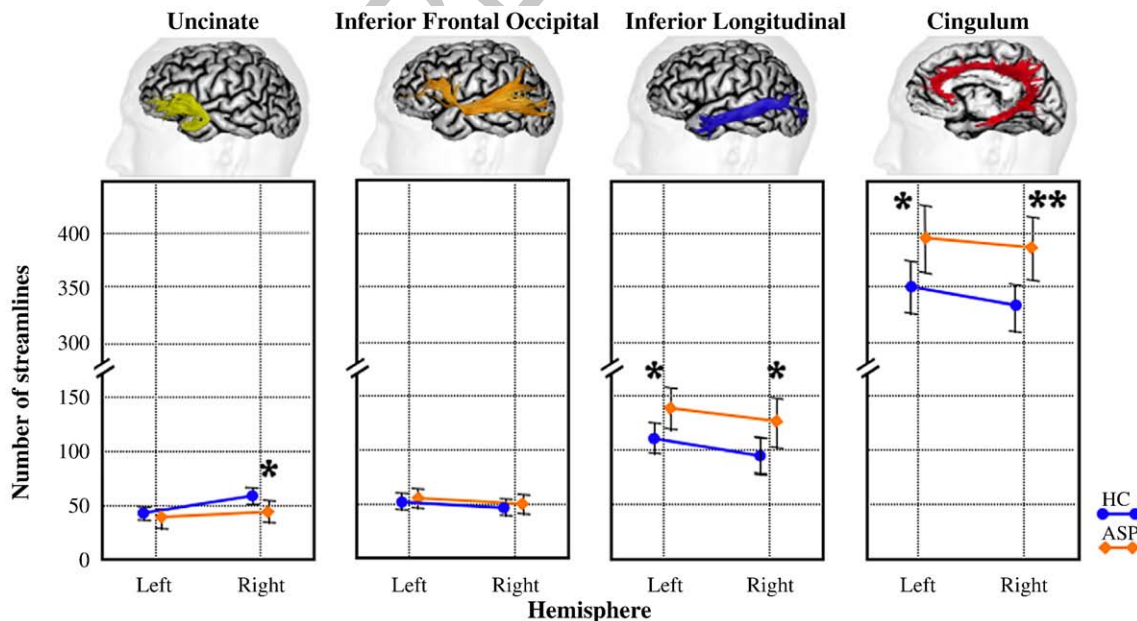 Uncinate
Inferior Frontal Occipital
Inferior Longitudinal
Cingulum
Number of streamlines
400
350
300
150
100
50
0
*
*
*
*
**
HC
ASP
Left Right
Left Right
Left Right
Left Right
Hemisphere